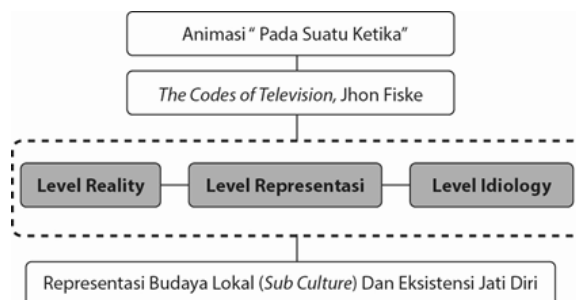 Animasi “ Pada Suatu Ketika”
The Codes of Television, Jhon Fiske
Level Reality
Level Representasi
Level Idiology
Representasi Budaya Lokal (Sub Culture) Dan Eksistensi Jati Diri